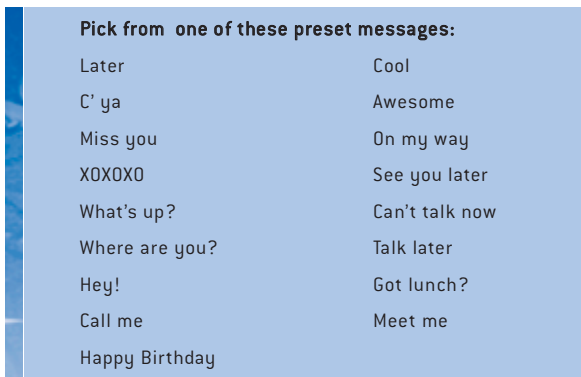 Pick from one of these preset messages:
Later
C' ya
Miss you
XOXOXO
What's up?
Where are you?
Hey!
Call me
Happy Birthday
Cool
Awesome
On my way
See you later
Can't talk now
Talk later
Got lunch?
Meet me